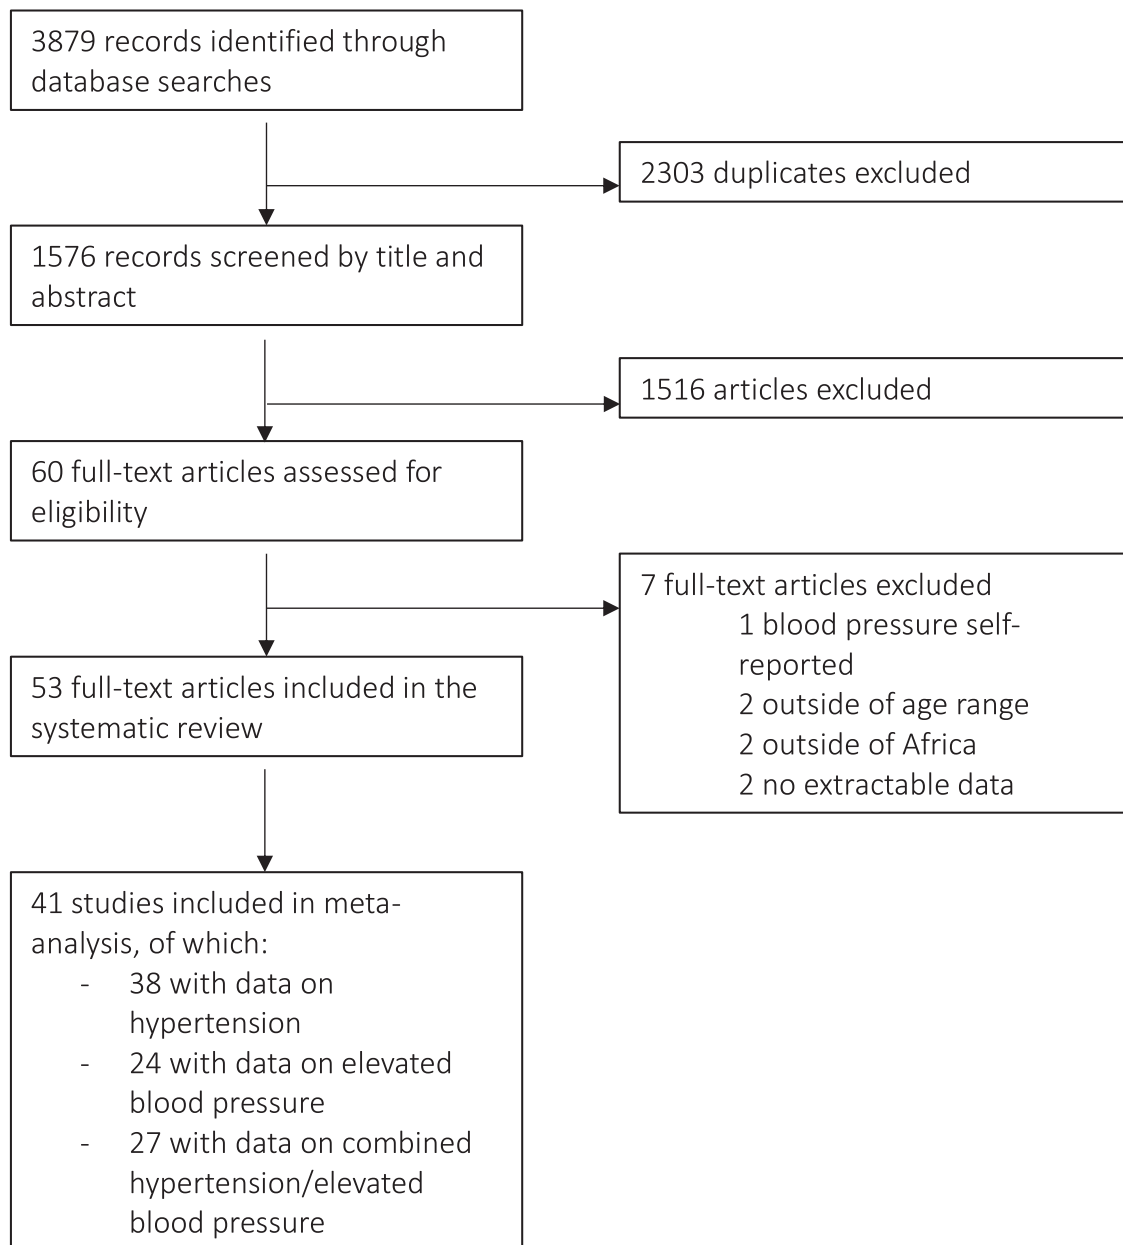 3879 records identified through
database searches
2303 duplicates excluded
1576 records screened by title and
abstract
1516 articles excluded
60 full-text articles assessed for
eligibility
7 full-text articles excluded
1 blood pressure self-
reported
2 outside of age range
2 outside of Africa
2 no extractable data
53 full-text articles included in the
systematic review
41 studies included in meta-
analysis, of which:
- 38 with data on
hypertension
- 24 with data on elevated
blood pressure
- 27 with data on combined
hypertension/elevated
blood pressure